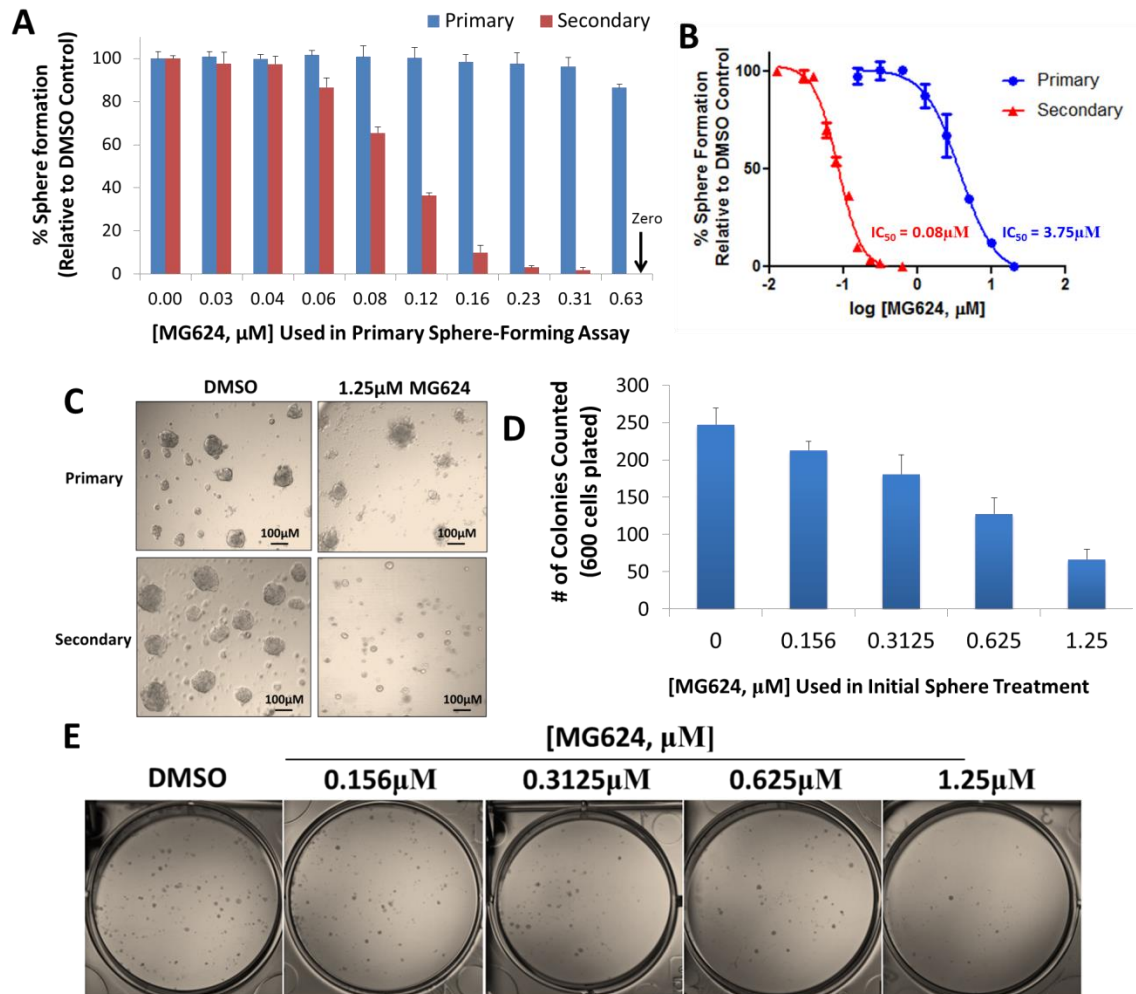 A
Primary
Secondary
% Sphere formation
(Relative to DMSO Control)
120
100
80
60
40
20
0
Zero
0.00
0.03
0.04
0.06
0.08
0.12
0.16
0.23
0.31
0.63
[MG624, µM] Used in Primary Sphere-Forming Assay
B
% Sphere Formation
Relative to DMSO Control
100
50
0
Primary
Secondary
IC50 = 0.08µM
IC50 = 3.75µM
-2
-1
0
1
2
log [MG624, µM]
C
DMSO
1.25µM MG624
Primary
100µM
100µM
Secondary
100µM
100µM
D
# of Colonies Counted
(600 cells plated)
300
250
200
150
100
50
0
0
0.156
0.3125
0.625
1.25
[MG624, µM] Used in Initial Sphere Treatment
E
[MG624, µM]
DMSO
0.156µM
0.3125µM
0.625µM
1.25µM